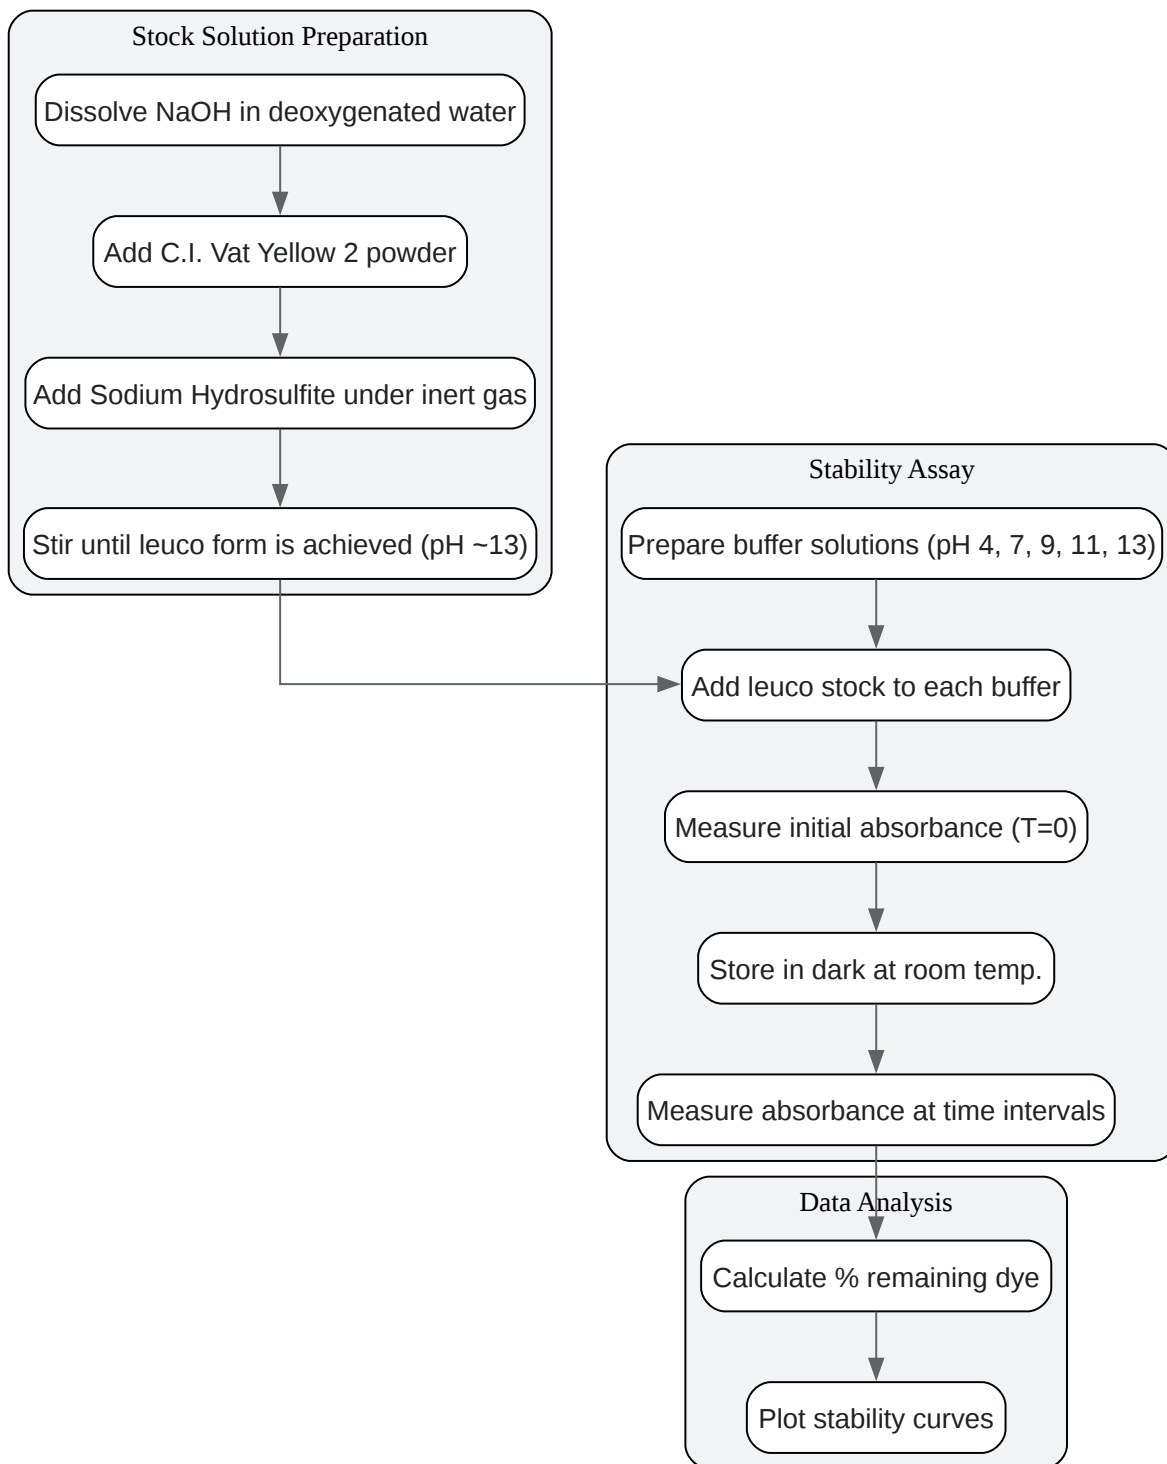 Stock Solution Preparation
Dissolve NaOH in deoxygenated water
Add C.I. Vat Yellow 2 powder
Add Sodium Hydrosulfite under inert gas
Stir until leuco form is achieved (pH ~13)
Stability Assay
Prepare buffer solutions (pH 4, 7, 9, 11, 13)
Add leuco stock to each buffer
Measure initial absorbance (T=0)
Store in dark at room temp.
Measure absorbance at time intervals
Data Analysis
Calculate % remaining dye
Plot stability curves